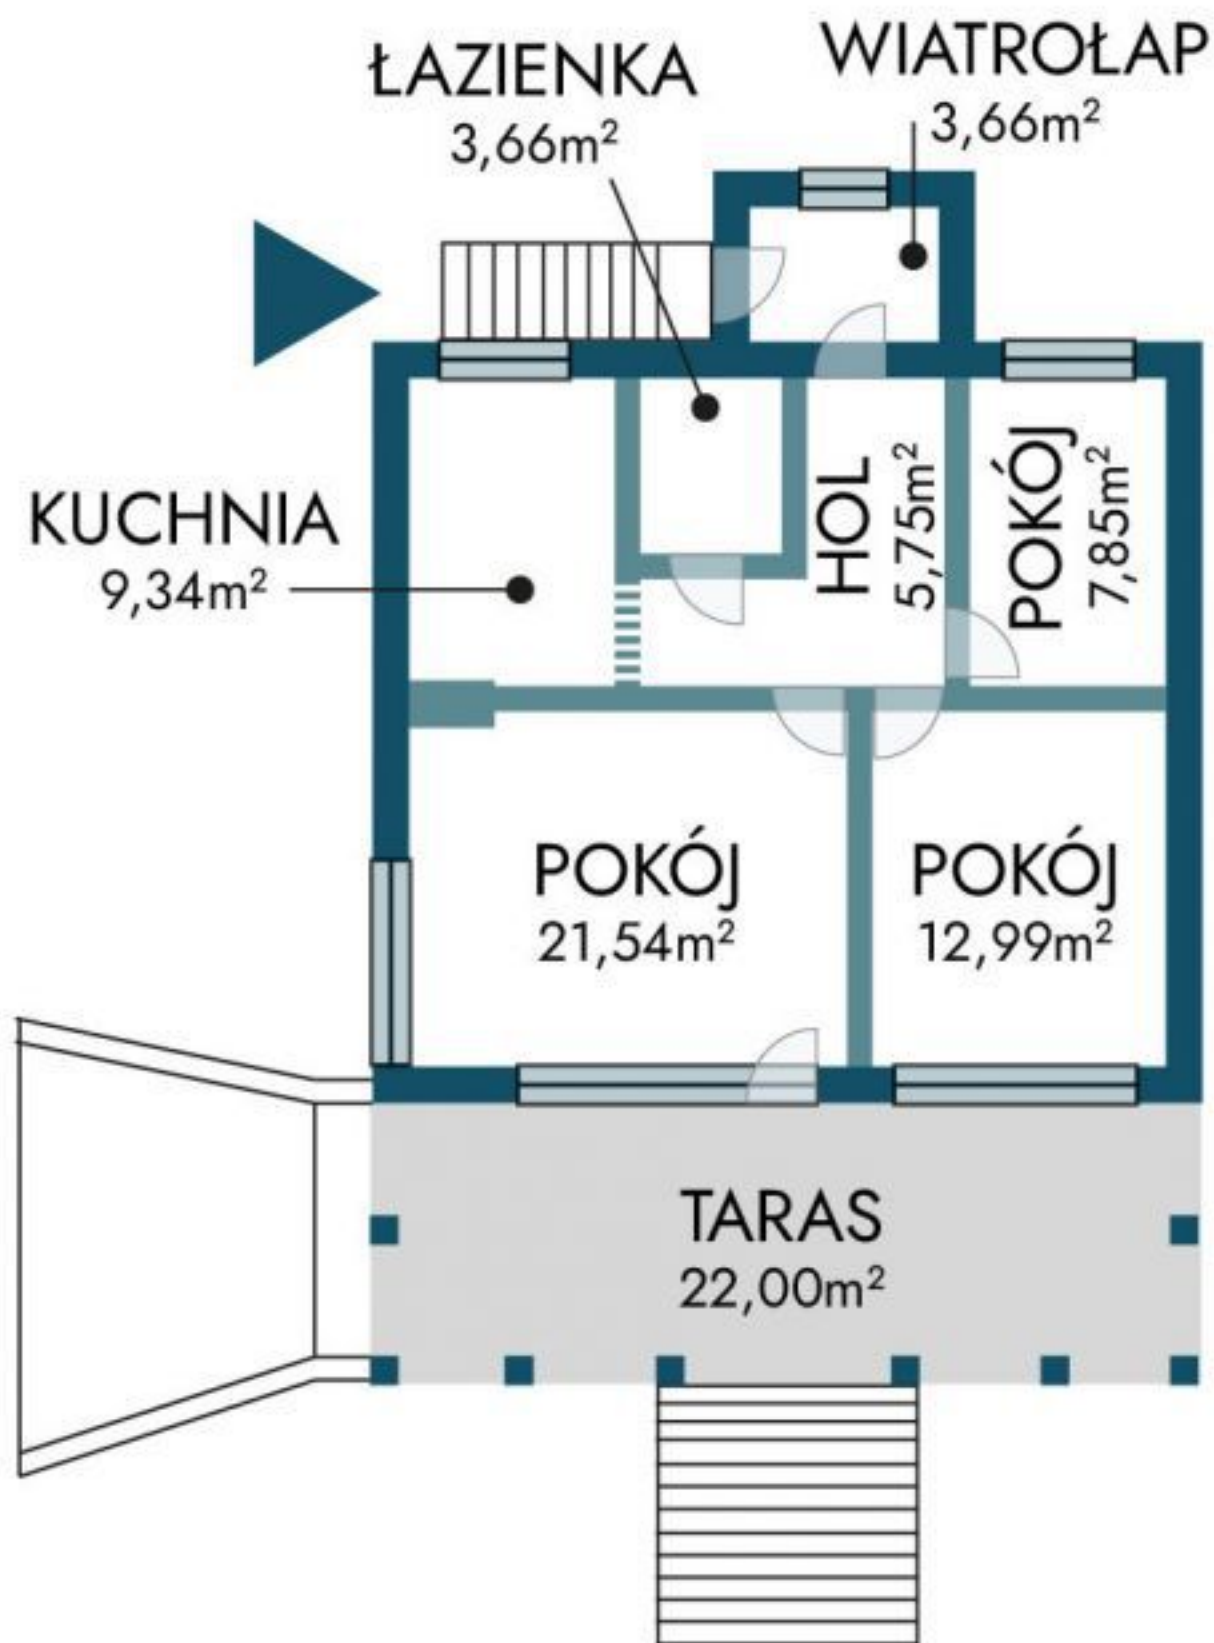 ŁAZIENKA
3,66m²
WIATROŁAP
3,66m²
KUCHNIA
9,34m²
HOL
5,75m²
POKÓJ
7,85m²
POKÓJ
21,54m²
POKÓJ
12,99m²
TARAS
22,00m²